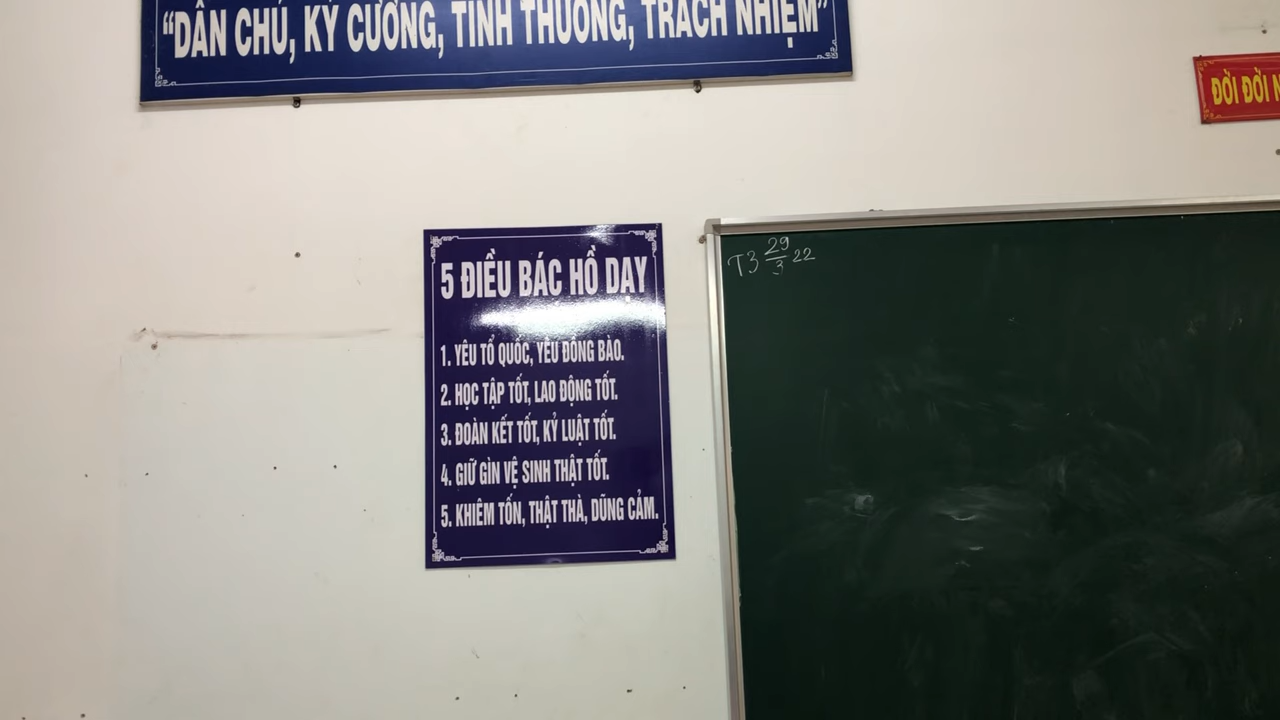 “DÂN CHỦ, KỶ CƯƠNG, TÌNH THƯƠNG, TRÁCH NHIỆM”
ĐỜI ĐỜI
5 ĐIỀU BÁC HỒ DẠY
1. YÊU TỔ QUỐC, YÊU ĐỒNG BÀO.
2. HỌC TẬP TỐT, LAO ĐỘNG TỐT.
3. ĐOÀN KẾT TỐT, KỶ LUẬT TỐT.
4. GIỮ GÌN VỆ SINH THẬT TỐT.
5. KHIÊM TỐN, THẬT THÀ, DŨNG CẢM.
T3 29/3 22